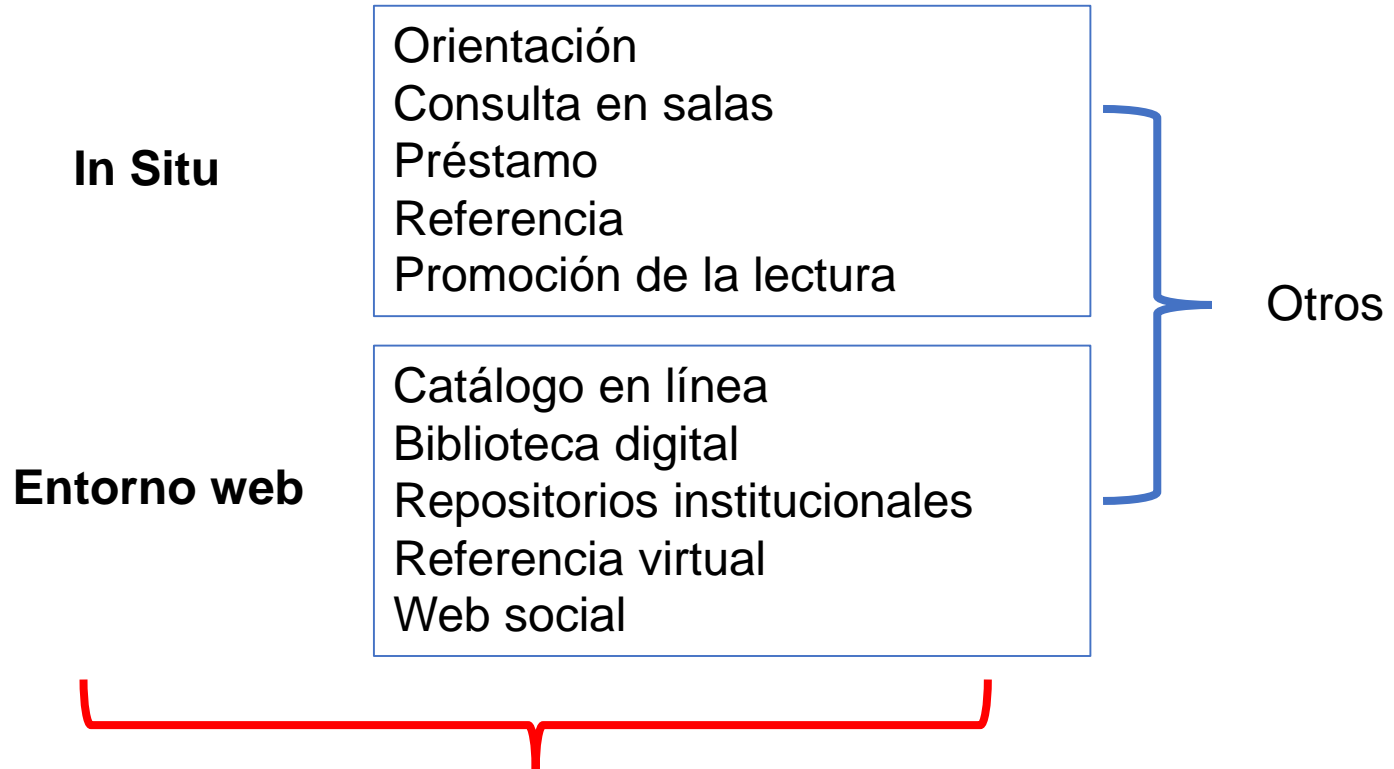 In Situ
Orientación
Consulta en salas
Préstamo
Referencia
Promoción de la lectura
Otros
Entorno web
Catálogo en línea
Biblioteca digital
Repositorios institucionales
Referencia virtual
Web social